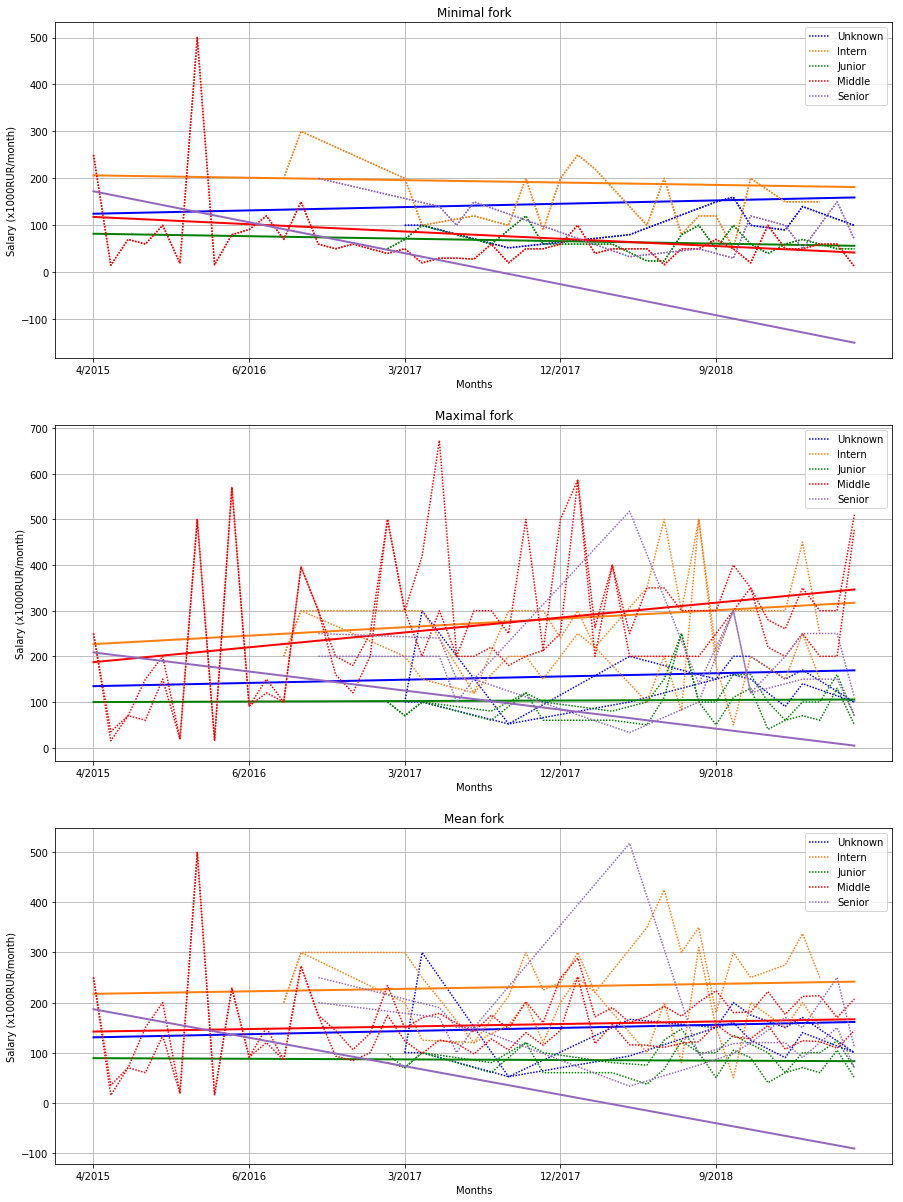 Minimal fork
Salary (x1000RUR/month)
500
400
300
200
100
0
−100
Unknown
Intern
Junior
Middle
Senior
4/2015 6/2016 3/2017 12/2017 9/2018
Months
Maximal fork
Salary (x1000RUR/month)
700
600
500
400
300
200
100
0
Unknown
Intern
Junior
Middle
Senior
4/2015 6/2016 3/2017 12/2017 9/2018
Months
Mean fork
Salary (x1000RUR/month)
500
400
300
200
100
0
−100
Unknown
Intern
Junior
Middle
Senior
4/2015 6/2016 3/2017 12/2017 9/2018
Months